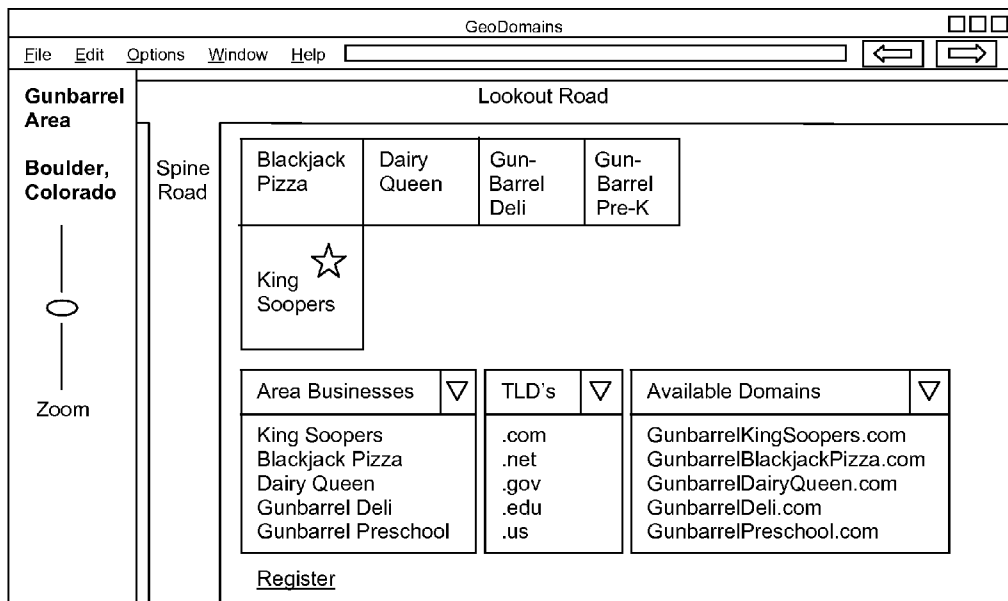 GeoDomains
File Edit Options Window Help
Gunbarrel
Area
Boulder,
Colorado
Zoom
Lookout Road
Spine
Road
Blackjack
Pizza
Dairy
Queen
Gun-
Barrel
Deli
Gun-
Barrel
Pre-K
King
Soopers
Area Businesses
King Soopers
Blackjack Pizza
Dairy Queen
Gunbarrel Deli
Gunbarrel Preschool
TLD's
.com
.net
.gov
.edu
.us
Available Domains
GunbarrelKingSoopers.com
GunbarrelBlackjackPizza.com
GunbarrelDairyQueen.com
GunbarrelDeli.com
GunbarrelPreschool.com
Register